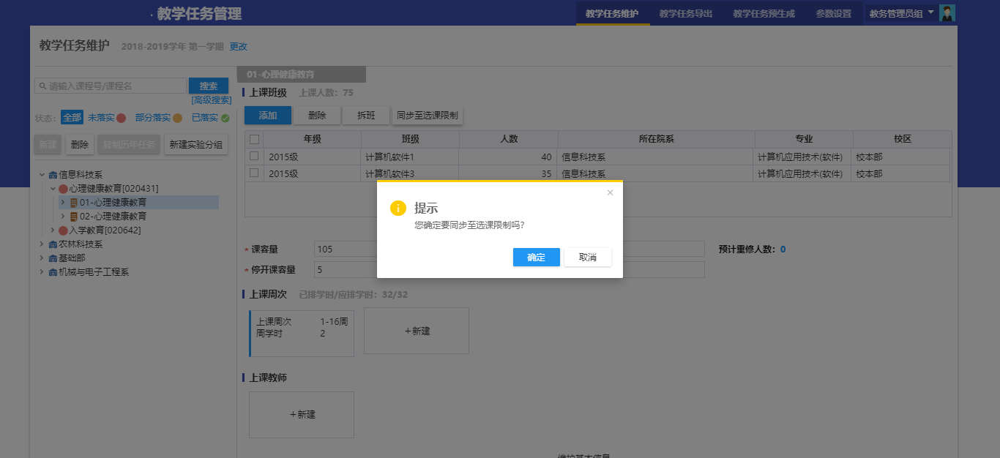 · 教学任务管理
教学任务维护 教学任务导出 教学任务预生成 参数设置 教务管理员组
教学任务维护 2018-2019学年 第一学期 更改
请输入课程号/课程名 搜索
[高级搜索]
状态： 全部 未落实 部分落实 已落实
新建 删除 复制历年任务 新建实验分组
信息科技系
心理健康教育[020431]
01-心理健康教育
02-心理健康教育
入学教育[020642]
农林科技系
基础部
机械与电子工程系
01-心理健康教育
上课班级 上课人数：75
添加 删除 拆班 同步至选课限制
年级 班级 人数 所在院系 专业 校区
2015级 计算机软件1 40 信息科技系 计算机应用技术(软件) 校本部
2015级 计算机软件3 35 信息科技系 计算机应用技术(软件) 校本部
提示
您确定要同步至选课限制吗？
确定 取消
* 课容量 105 预计重修人数：0
* 停开课容量 5
上课周次 已排学时/应排学时：32/32
上课周次 1-16周
周学时 2
+新建
上课教师
+新建
维护基本信息